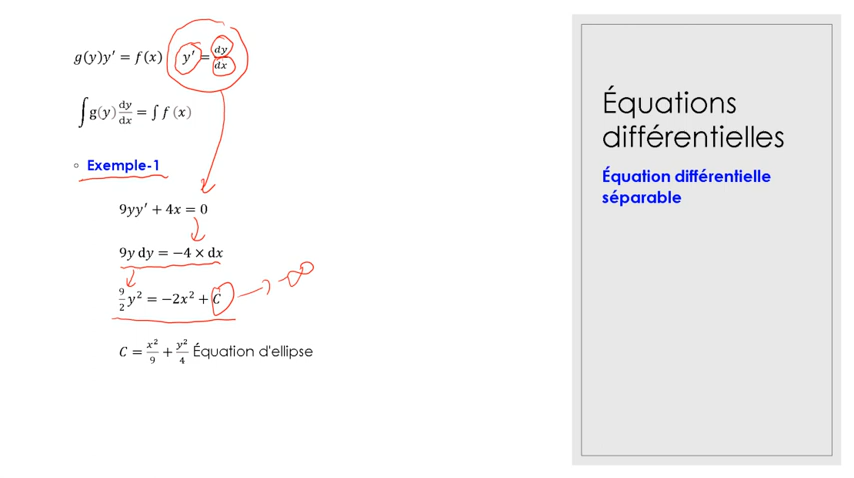 g(y)y′ = f(x) y′ = dy/dx
∫g(y) dy/dx = ∫ f (x)
Exemple-1
9yy′ + 4x = 0
9y dy = −4 × dx
9/2 y² = −2x² + C → ∞
C = x²/9 + y²/4 Équation d'ellipse
Équations
différentielles
Équation différentielle
séparable